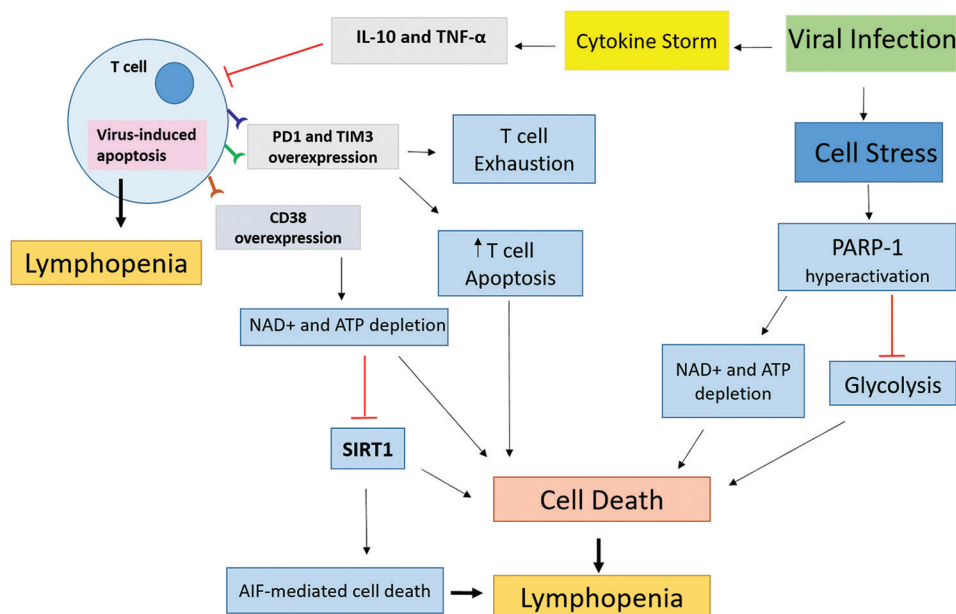 IL-10 and TNF-α
Cytokine Storm
Viral Infection
T cell
Virus-induced
apoptosis
PD1 and TIM3
overexpression
T cell
Exhaustion
Cell Stress
CD38
overexpression
Lymphopenia
↑T cell
Apoptosis
PARP-1
hyperactivation
NAD+ and ATP depletion
NAD+ and ATP
depletion
Glycolysis
SIRT1
Cell Death
AIF-mediated cell death
Lymphopenia